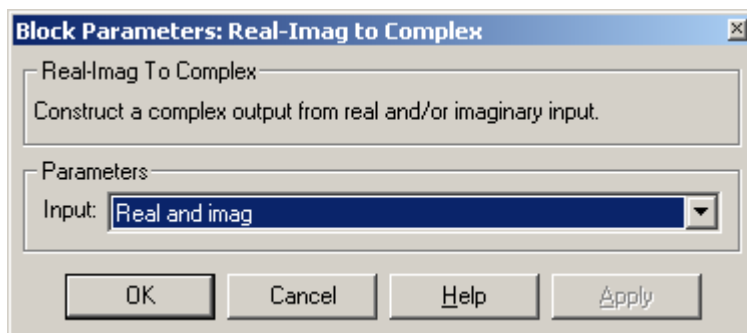 Block Parameters: Real-Imag to Complex
Real-Imag To Complex
Construct a complex output from real and/or imaginary input.
Parameters
Input: Real and imag
OK Cancel Help Apply